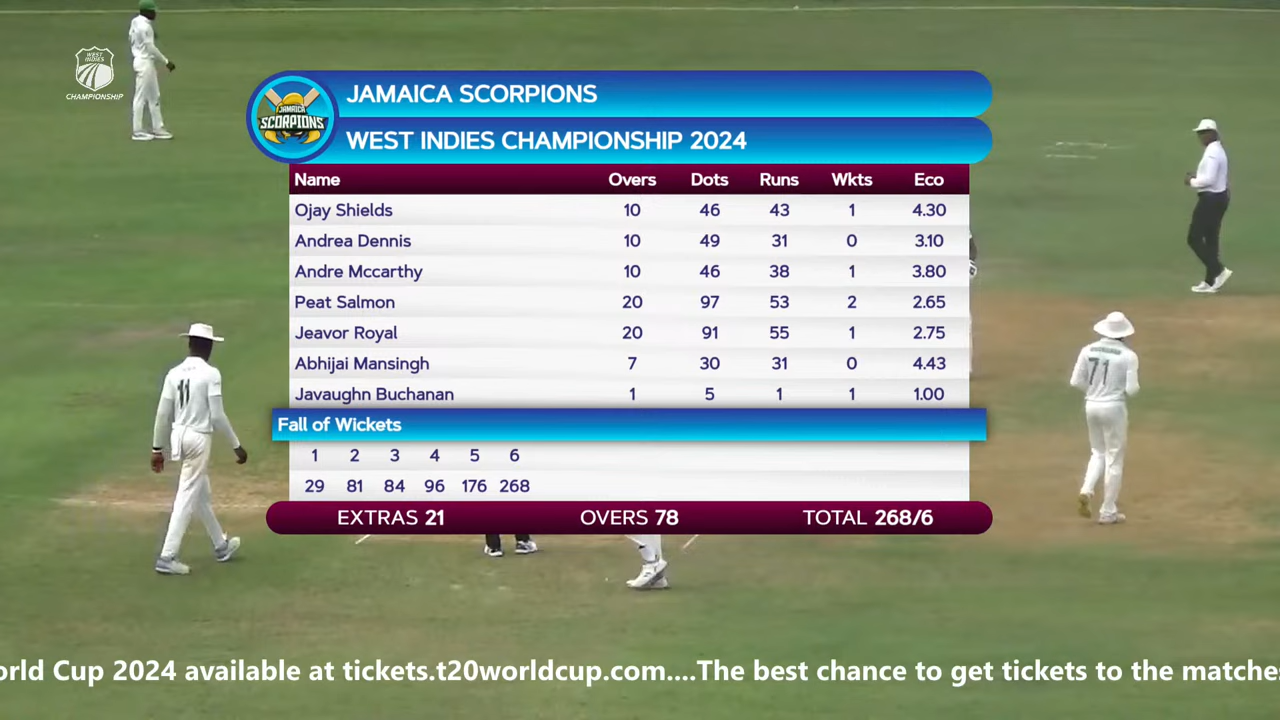 WEST
INDIES
CHAMPIONSHIP
JAMAICA
SCORPIONS
JAMAICA SCORPIONS
WEST INDIES CHAMPIONSHIP 2024
Name Overs Dots Runs Wkts Eco
Ojay Shields 10 46 43 1 4.30
Andrea Dennis 10 49 31 0 3.10
Andre Mccarthy 10 46 38 1 3.80
Peat Salmon 20 97 53 2 2.65
Jeavor Royal 20 91 55 1 2.75
Abhijai Mansingh 7 30 31 0 4.43
Javaughn Buchanan 1 5 1 1 1.00
Fall of Wickets
1 2 3 4 5 6
29 81 84 96 176 268
EXTRAS 21 OVERS 78 TOTAL 268/6
11
71
orld Cup 2024 available at tickets.t20worldcup.com....The best chance to get tickets to the matche